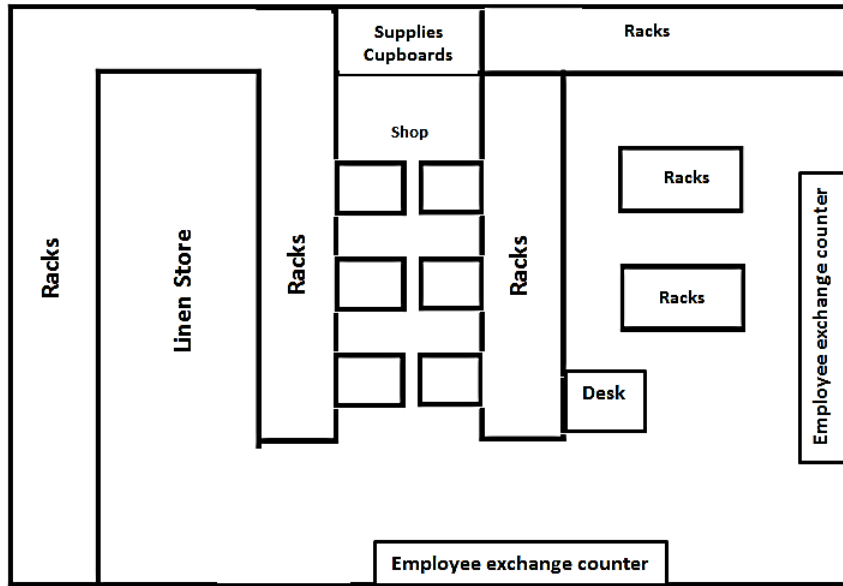 Supplies
Cupboards
Racks
Shop
Racks
Racks
Linen Store
Racks
Racks
Racks
Desk
Employee exchange counter
Employee exchange counter